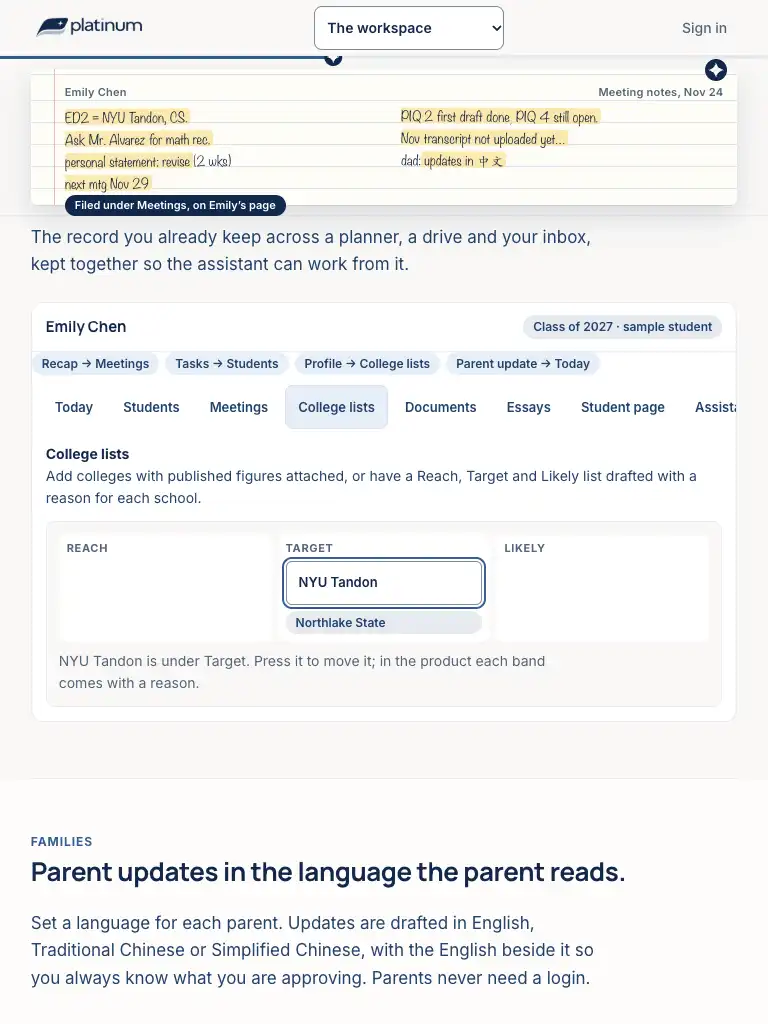 platinum
The workspace
Sign in
Emily Chen
Meeting notes, Nov 24
ED2 = NYU Tandon, CS.
Ask Mr. Alvarez for math rec.
personal statement: revise (2 wks)
next mtg Nov 29
PIQ 2 first draft done, PIQ 4 still open.
Nov transcript not uploaded yet...
dad: updates in 中文
Filed under Meetings, on Emily's page
The record you already keep across a planner, a drive and your inbox,
kept together so the assistant can work from it.
Emily Chen
Class of 2027 · sample student
Recap → Meetings
Tasks → Students
Profile → College lists
Parent update → Today
Today
Students
Meetings
College lists
Documents
Essays
Student page
Assista
College lists
Add colleges with published figures attached, or have a Reach, Target and Likely list drafted with a
reason for each school.
REACH
TARGET
LIKELY
NYU Tandon
Northlake State
NYU Tandon is under Target. Press it to move it; in the product each band
comes with a reason.
FAMILIES
Parent updates in the language the parent reads.
Set a language for each parent. Updates are drafted in English,
Traditional Chinese or Simplified Chinese, with the English beside it so
you always know what you are approving. Parents never need a login.